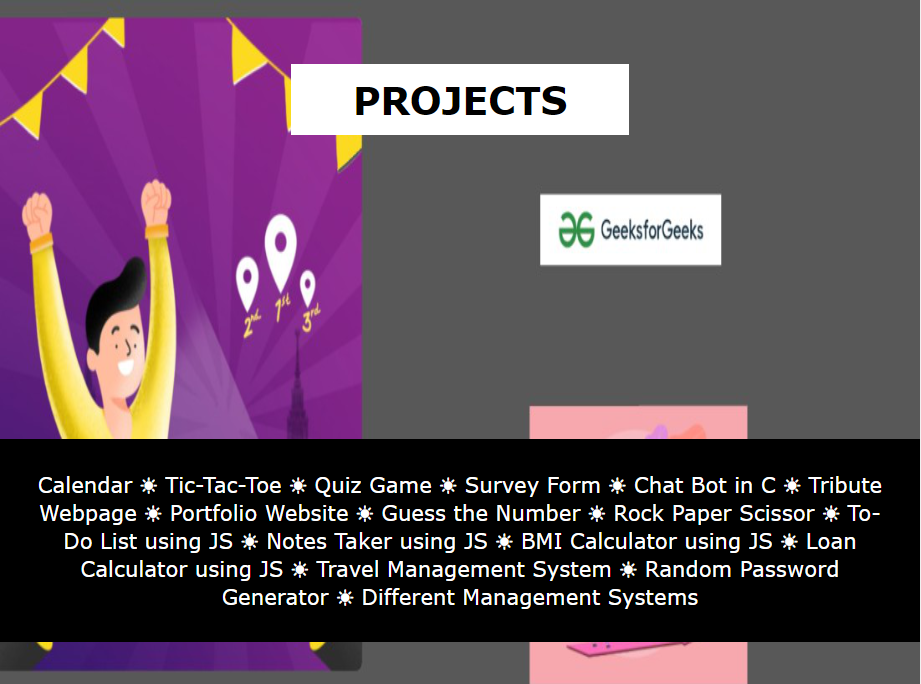 PROJECTS
GeeksforGeeks
2nd 1st 3rd
Calendar ☀ Tic-Tac-Toe ☀ Quiz Game ☀ Survey Form ☀ Chat Bot in C ☀ Tribute
Webpage ☀ Portfolio Website ☀ Guess the Number ☀ Rock Paper Scissor ☀ To-
Do List using JS ☀ Notes Taker using JS ☀ BMI Calculator using JS ☀ Loan
Calculator using JS ☀ Travel Management System ☀ Random Password
Generator ☀ Different Management Systems